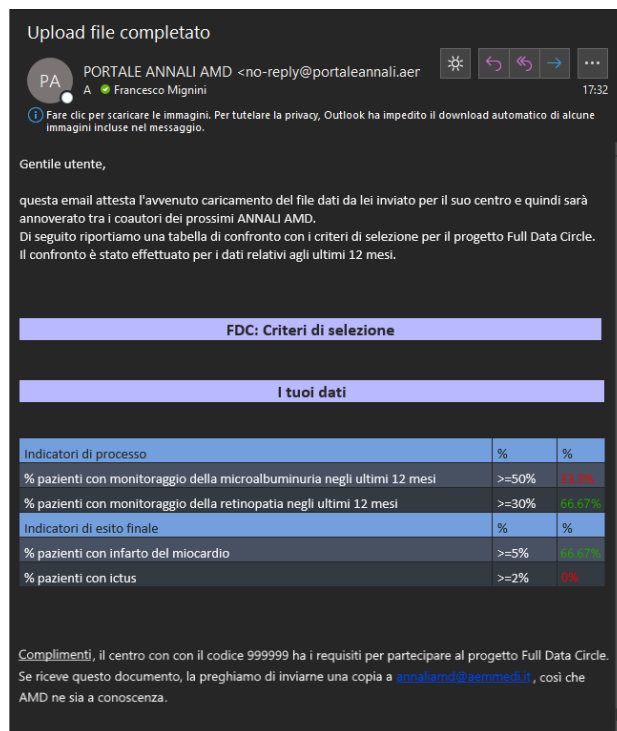 Upload file completato
PA
PORTALE ANNALI AMD <no-reply@portaleannali.aer
A Francesco Mignini
17:32
Fare clic per scaricare le immagini. Per tutelare la privacy, Outlook ha impedito il download automatico di alcune
immagini incluse nel messaggio.
Gentile utente,
questa email attesta l'avvenuto caricamento del file dati da lei inviato per il suo centro e quindi sarà
annoverato tra i coautori dei prossimi ANNALI AMD.
Di seguito riportiamo una tabella di confronto con i criteri di selezione per il progetto Full Data Circle.
Il confronto è stato effettuato per i dati relativi agli ultimi 12 mesi.
FDC: Criteri di selezione
I tuoi dati
Indicatori di processo % %
% pazienti con monitoraggio della microalbuminuria negli ultimi 12 mesi >=50%
% pazienti con monitoraggio della retinopatia negli ultimi 12 mesi >=30% 66.67%
Indicatori di esito finale % %
% pazienti con infarto del miocardio >=5% 66.67%
% pazienti con ictus >=2% 0%
Complimenti, il centro con con il codice 999999 ha i requisiti per partecipare al progetto Full Data Circle.
Se riceve questo documento, la preghiamo di inviarne una copia a annaliamd@aemmedi.it, così che
AMD ne sia a conoscenza.